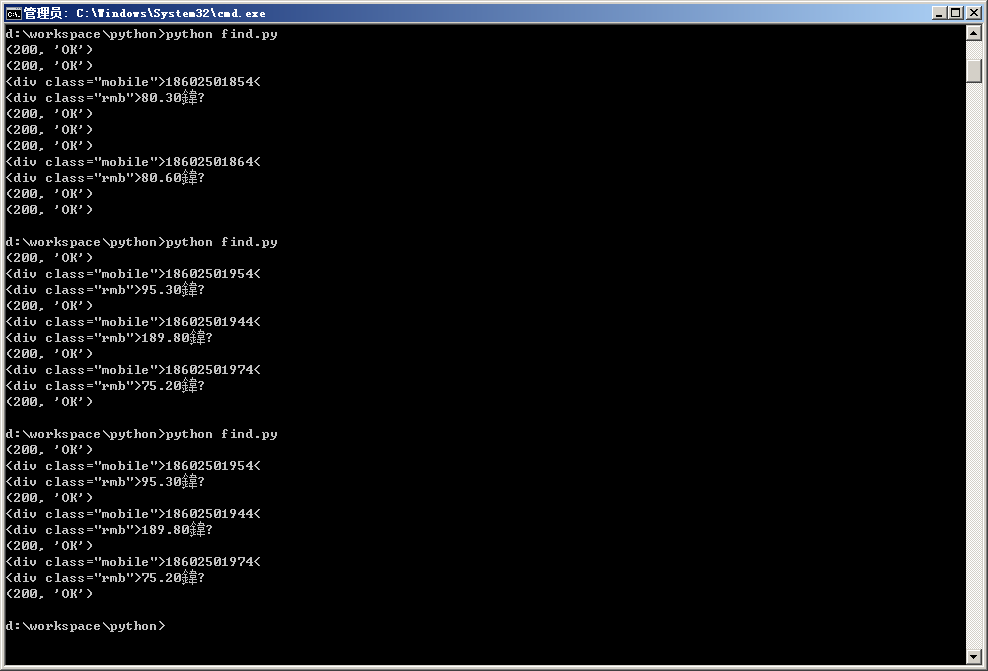 管理员: C:\Windows\System32\cmd.exe
d:\workspace\python>python find.py
(200, 'OK')
(200, 'OK')
<div class="mobile">18602501854<
<div class="rmb">80.30鍏?
(200, 'OK')
(200, 'OK')
(200, 'OK')
<div class="mobile">18602501864<
<div class="rmb">80.60鍏?
(200, 'OK')
(200, 'OK')
d:\workspace\python>python find.py
(200, 'OK')
<div class="mobile">18602501954<
<div class="rmb">95.30鍏?
(200, 'OK')
<div class="mobile">18602501944<
<div class="rmb">189.80鍏?
(200, 'OK')
<div class="mobile">18602501974<
<div class="rmb">75.20鍏?
(200, 'OK')
d:\workspace\python>python find.py
(200, 'OK')
<div class="mobile">18602501954<
<div class="rmb">95.30鍏?
(200, 'OK')
<div class="mobile">18602501944<
<div class="rmb">189.80鍏?
(200, 'OK')
<div class="mobile">18602501974<
<div class="rmb">75.20鍏?
(200, 'OK')
d:\workspace\python>